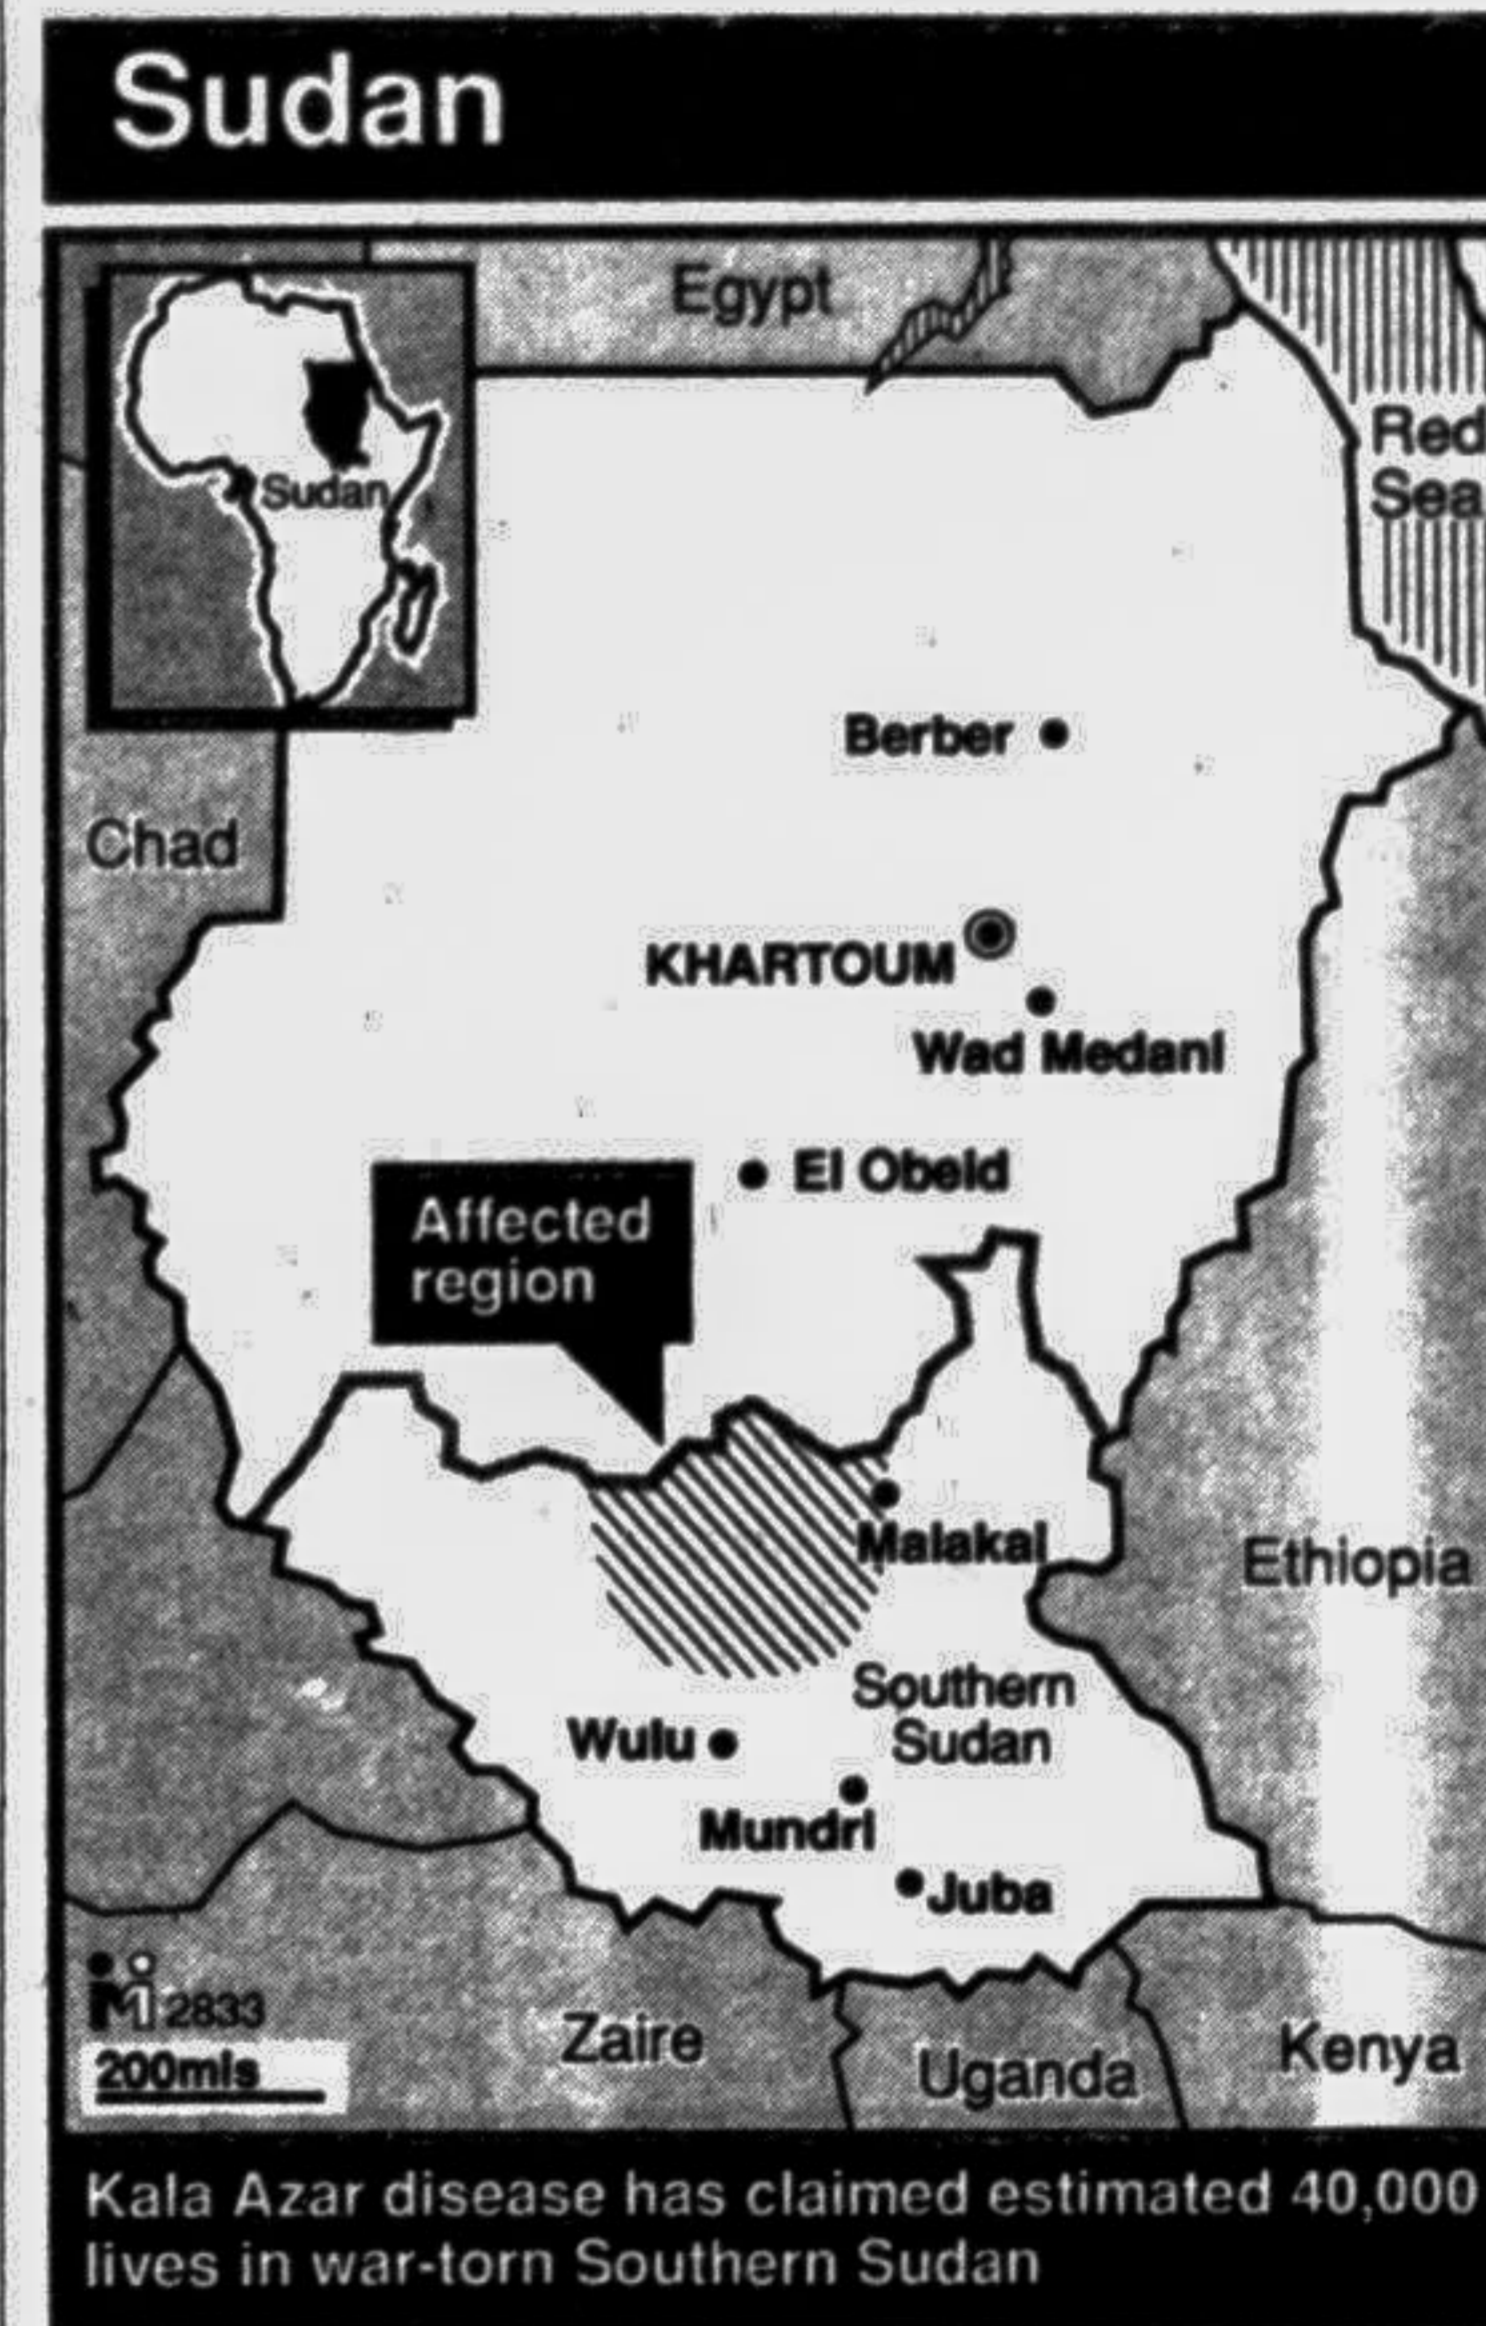 Sudan
Egypt
Red
Sea
Sudan
Berber
Chad
KHARTOUM
Wad Medani
El Obeid
Affected
region
Malakal
Ethiopia
Southern
Sudan
Wulu
Mundri
Juba
2833
200mls
Zaire
Uganda
Kenya
Kala Azar disease has claimed estimated 40,000
lives in war-torn Southern Sudan